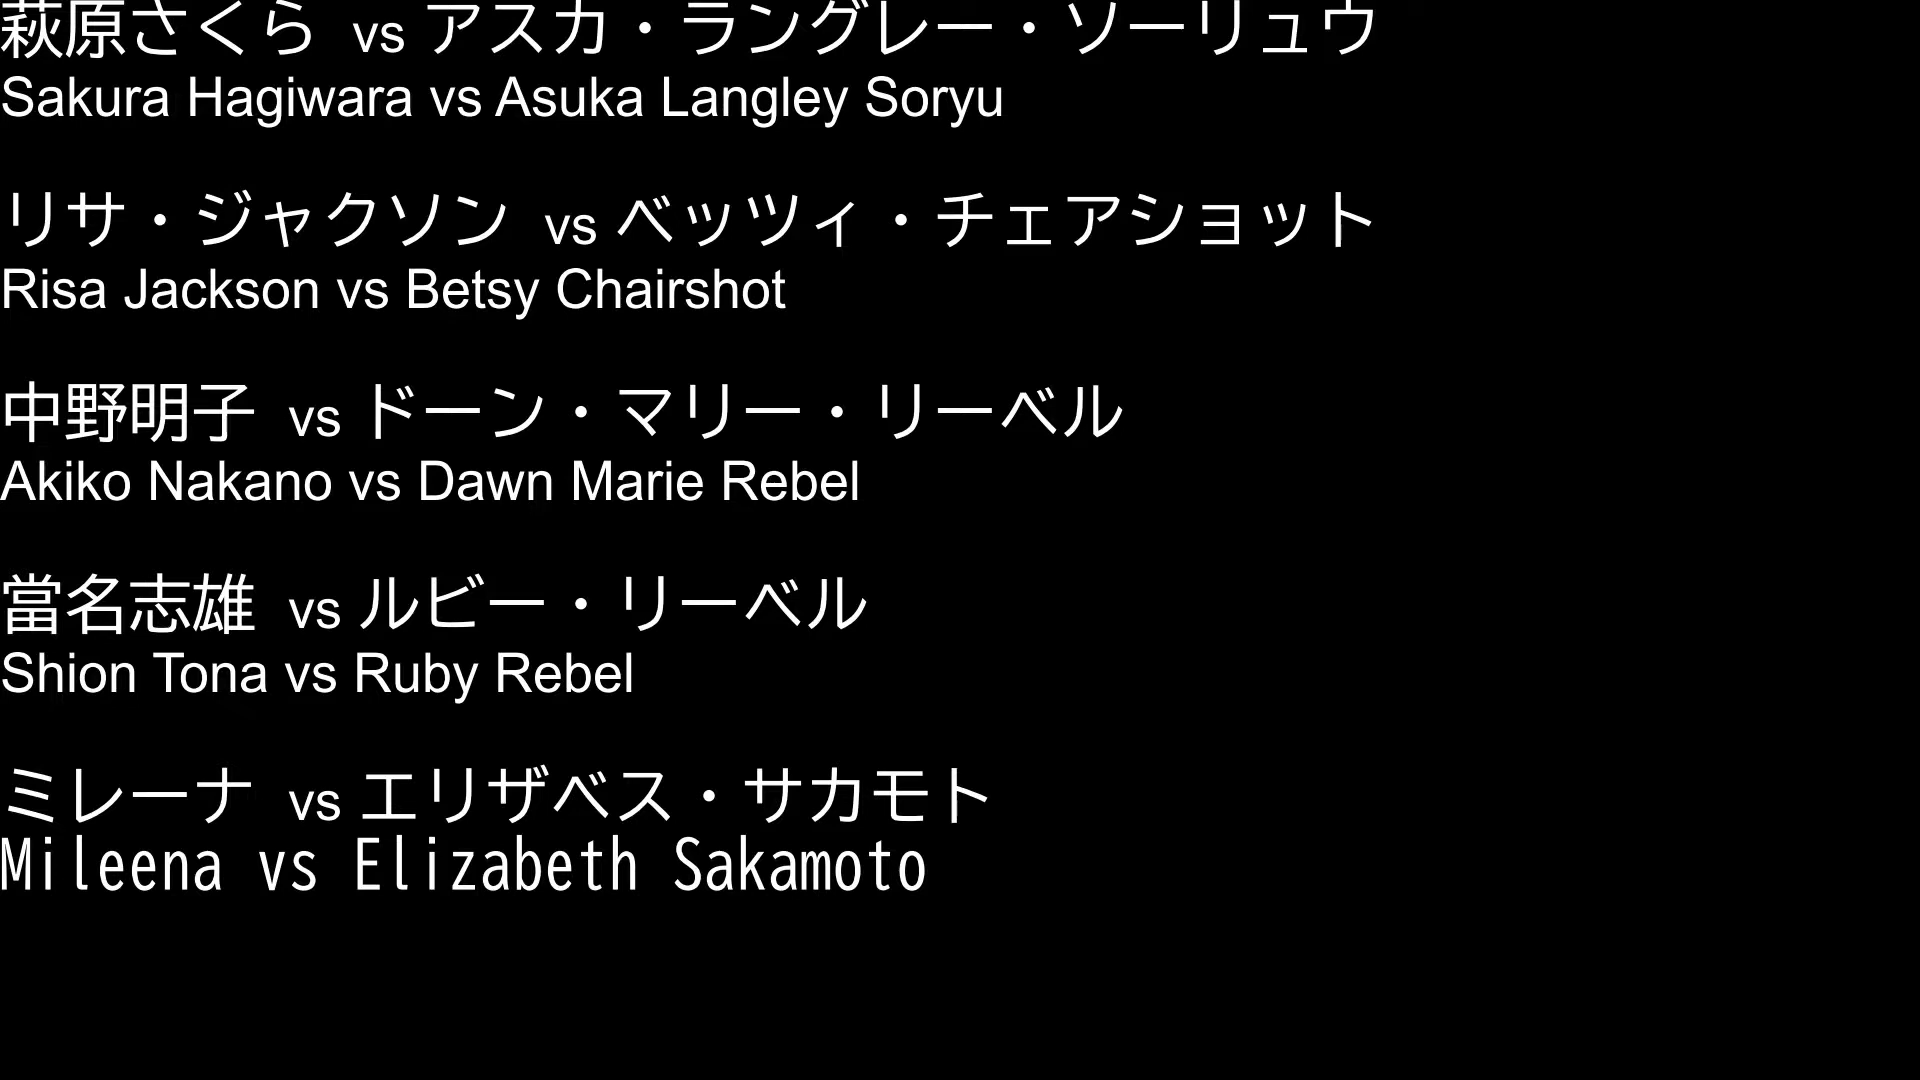 萩原さくら vs アスカ・ラングレー・ソーリュウ
Sakura Hagiwara vs Asuka Langley Soryu
リサ・ジャクソン vs ベッツィ・チェアショット
Risa Jackson vs Betsy Chairshot
中野明子 vs ドーン・マリー・リーベル
Akiko Nakano vs Dawn Marie Rebel
當名志雄 vs ルビー・リーベル
Shion Tona vs Ruby Rebel
ミレーナ vs エリザベス・サカモト
Mileena vs Elizabeth Sakamoto